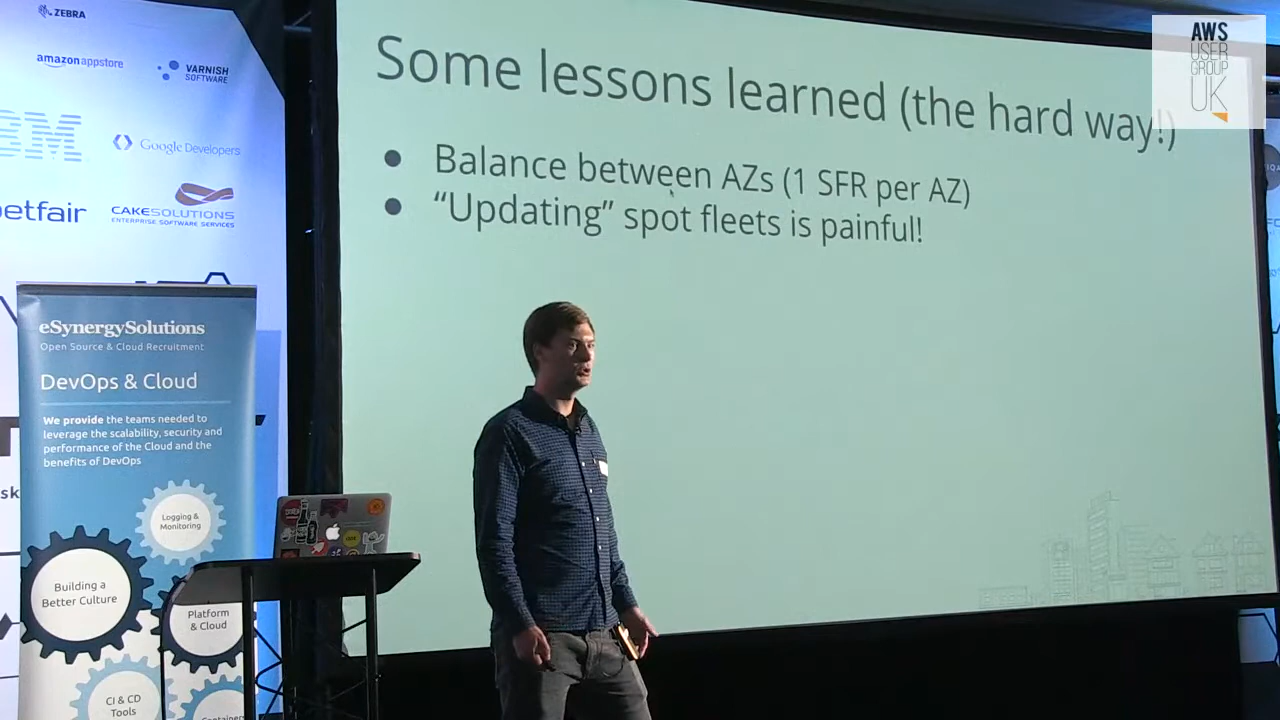 ZEBRA
amazon appstore
VARNISH
SOFTWARE
Google Developers
betfair
CAKESOLUTIONS
ENTERPRISE SOFTWARE SERVICES
eSynergySolutions
Open Source & Cloud Recruitment
DevOps & Cloud
We provide the teams needed to
leverage the scalability, security and
performance of the Cloud and the
benefits of DevOps
Logging &
Monitoring
Building a
Better Culture
Platform
& Cloud
CI & CD
Tools
Some lessons learned (the hard way!)
● Balance between AZs (1 SFR per AZ)
● “Updating” spot fleets is painful!
AWS
USER
GROUP
UK